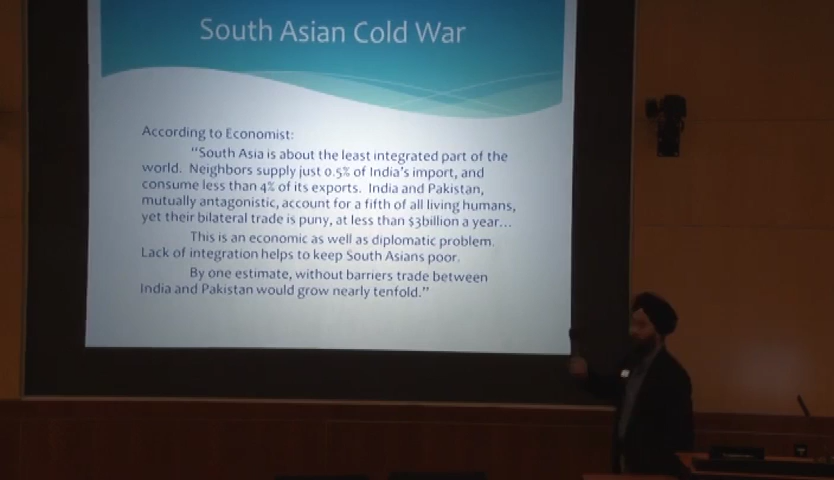 South Asian Cold War
According to Economist:
"South Asia is about the least integrated part of the
world. Neighbors supply just 0.5% of India's import, and
consume less than 4% of its exports. India and Pakistan,
mutually antagonistic, account for a fifth of all living humans,
yet their bilateral trade is puny, at less than $3billion a year...
This is an economic as well as diplomatic problem.
Lack of integration helps to keep South Asians poor.
By one estimate, without barriers trade between
India and Pakistan would grow nearly tenfold."